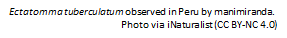 Ectatomma tuberculatum observed in Peru by manimiranda.
Photo via iNaturalist (CC BY-NC 4.0)